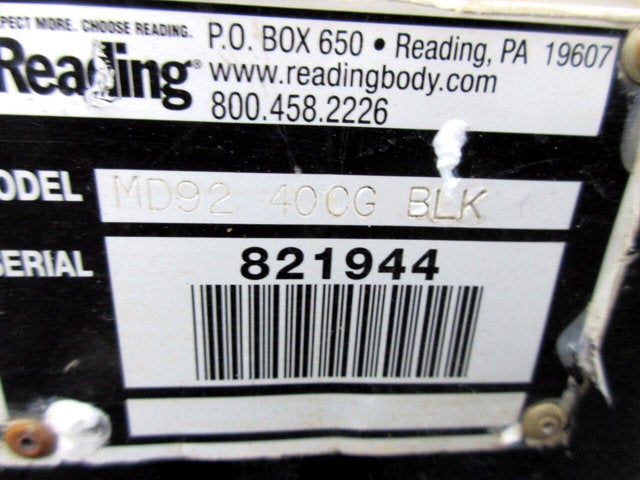 PECT MORE. CHOOSE READING.
Reading® P.O. BOX 650 • Reading, PA 19607
www.readingbody.com
800.458.2226
ODEL MD92 40CG BLK
SERIAL 821944